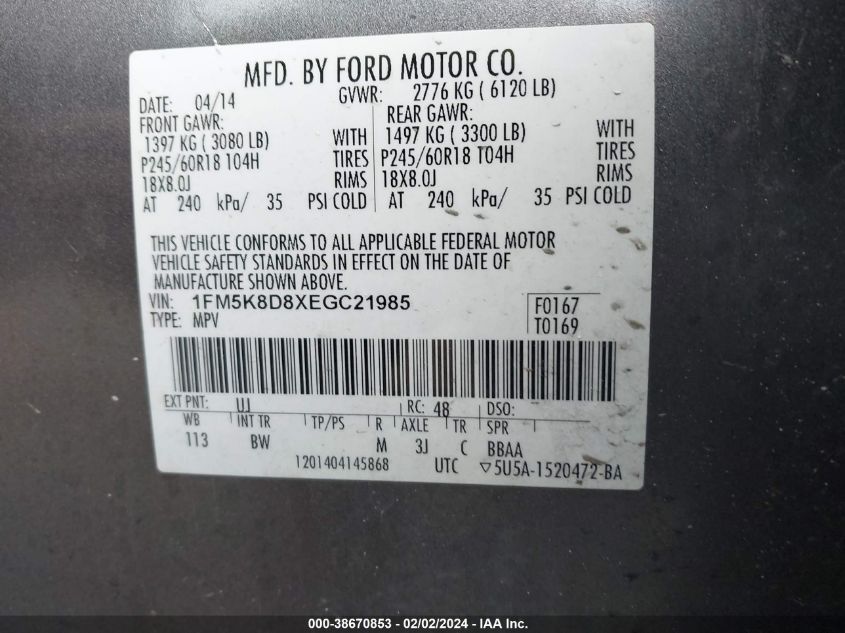 MFD. BY FORD MOTOR CO.
DATE: 04/14 GVWR: 2776 KG ( 6120 LB)
FRONT GAWR: REAR GAWR:
1397 KG ( 3080 LB) WITH 1497 KG ( 3300 LB) WITH
P245/60R18 104H TIRES P245/60R18 104H TIRES
18X8.0J RIMS 18X8.0J RIMS
AT 240 kPa/ 35 PSI COLD AT 240 kPa/ 35 PSI COLD
THIS VEHICLE CONFORMS TO ALL APPLICABLE FEDERAL MOTOR
VEHICLE SAFETY STANDARDS IN EFFECT ON THE DATE OF
MANUFACTURE SHOWN ABOVE.
VIN: 1FM5K8D8XEGC21985 F0167
TYPE: MPV T0169
EXT PNT: UJ RC: 48 DSO:
WB INT TR TP/PS R AXLE TR SPR
113 BW M 3J C BBAA
1201404145868 UTC ▽5U5A-1520472-BA
000-38670853 - 02/02/2024 - IAA Inc.